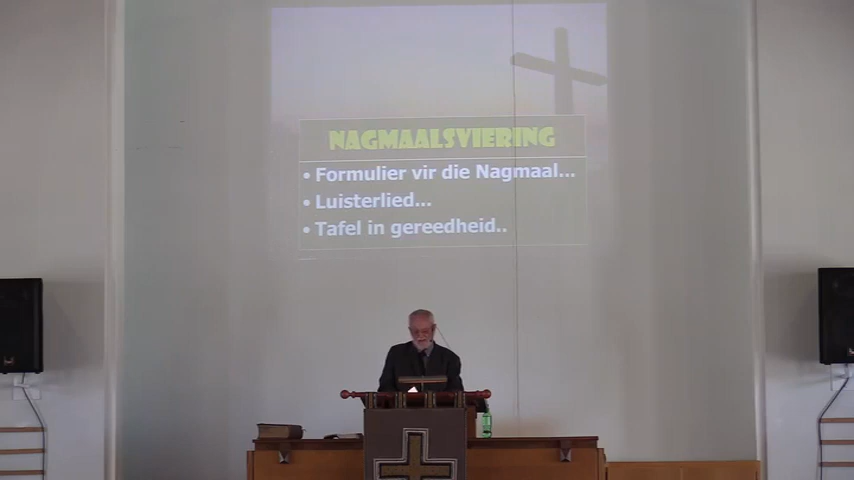 NAGMAALSVIERING
• Formulier vir die Nagmaal...
• Luisterlied...
• Tafel in gereedheid..